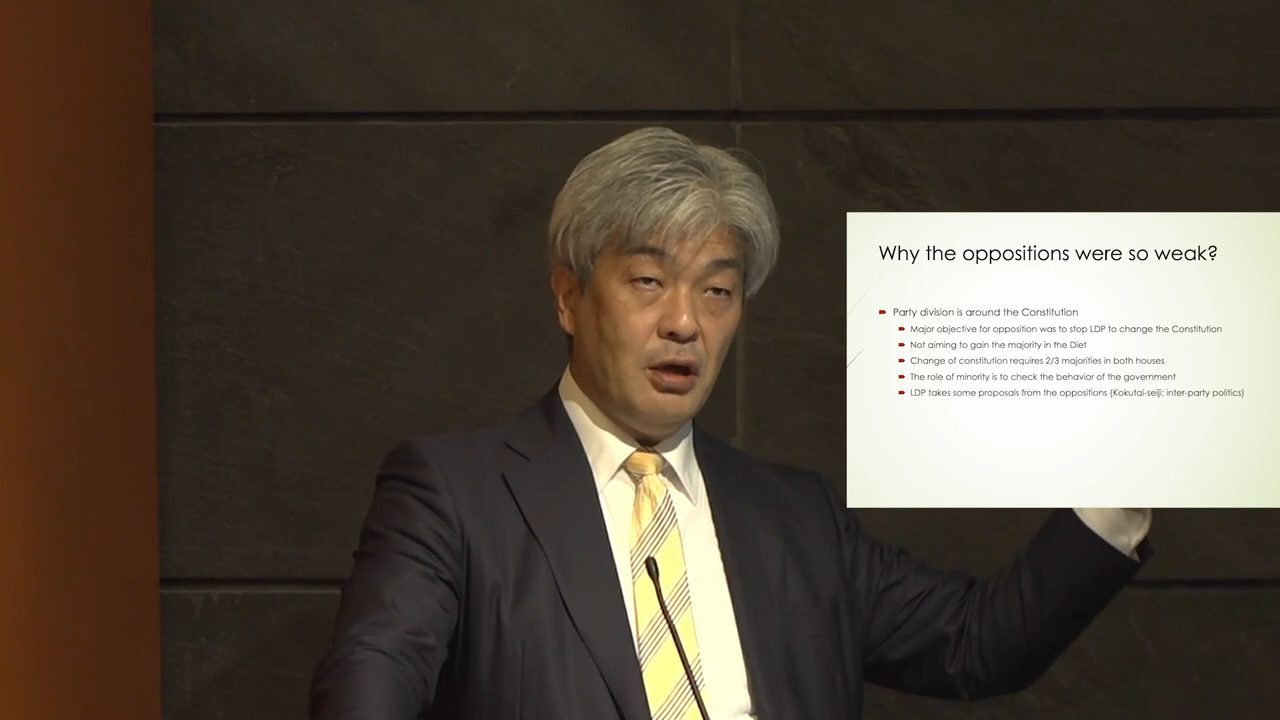 Why the oppositions were so weak?
Party division is around the Constitution
Major objective for opposition was to stop LDP to change the Constitution
Not aiming to gain the majority in the Diet
Change of constitution requires 2/3 majorities in both houses
The role of minority is to check the behavior of the government
LDP takes some proposals from the oppositions (Kokutai-seiji: inter-party politics)